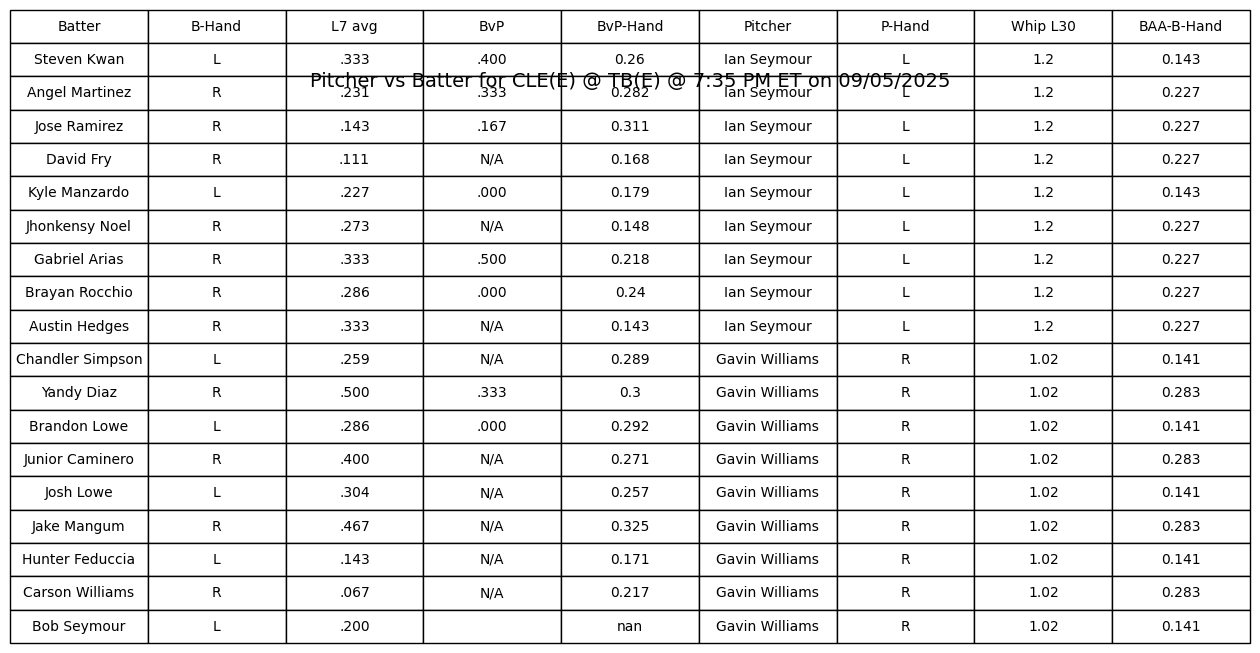 Batter B-Hand L7 avg BvP BvP-Hand Pitcher P-Hand Whip L30 BAA-B-Hand
Steven Kwan L .333 .400 0.26 Ian Seymour L 1.2 0.143
Pitcher vs Batter for CLE(E) @ TB(E) @ 7:35 PM ET on 09/05/2025
Angel Martinez R .231 .333 0.282 Ian Seymour L 1.2 0.227
Jose Ramirez R .143 .167 0.311 Ian Seymour L 1.2 0.227
David Fry R .111 N/A 0.168 Ian Seymour L 1.2 0.227
Kyle Manzardo L .227 .000 0.179 Ian Seymour L 1.2 0.143
Jhonkensy Noel R .273 N/A 0.148 Ian Seymour L 1.2 0.227
Gabriel Arias R .333 .500 0.218 Ian Seymour L 1.2 0.227
Brayan Rocchio R .286 .000 0.24 Ian Seymour L 1.2 0.227
Austin Hedges R .333 N/A 0.143 Ian Seymour L 1.2 0.227
Chandler Simpson L .259 N/A 0.289 Gavin Williams R 1.02 0.141
Yandy Diaz R .500 .333 0.3 Gavin Williams R 1.02 0.283
Brandon Lowe L .286 .000 0.292 Gavin Williams R 1.02 0.141
Junior Caminero R .400 N/A 0.271 Gavin Williams R 1.02 0.283
Josh Lowe L .304 N/A 0.257 Gavin Williams R 1.02 0.141
Jake Mangum R .467 N/A 0.325 Gavin Williams R 1.02 0.283
Hunter Feduccia L .143 N/A 0.171 Gavin Williams R 1.02 0.141
Carson Williams R .067 N/A 0.217 Gavin Williams R 1.02 0.283
Bob Seymour L .200 nan Gavin Williams R 1.02 0.141